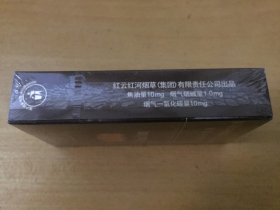 红云红河烟草(集团)有限责任公司出品
焦油量10mg 烟气烟碱量1.0mg
烟气一氧化碳量10mg